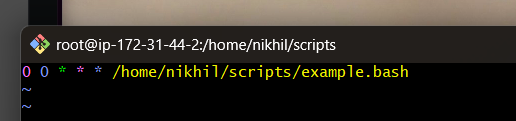 root@ip-172-31-44-2:/home/nikhil/scripts
0 0 * * * /home/nikhil/scripts/example.bash
~
~